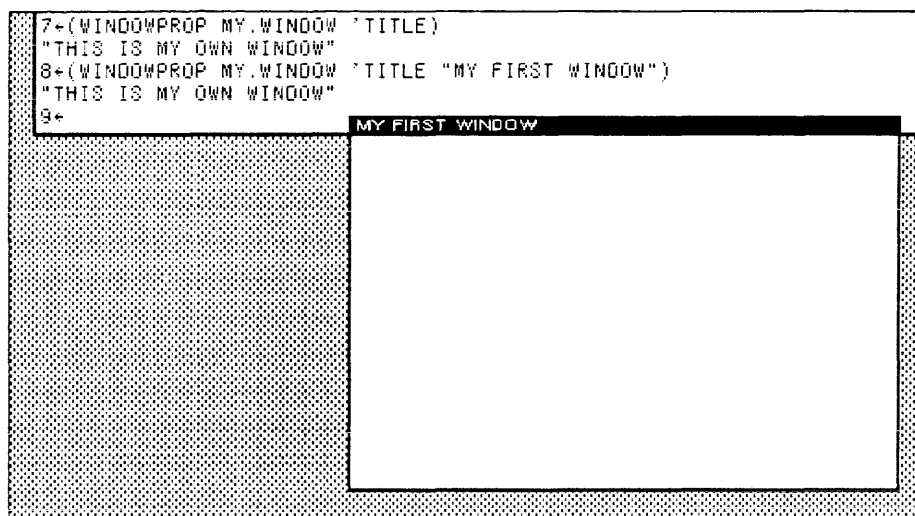 7←(WINDOWPROP MY.WINDOW 'TITLE)
"THIS IS MY OWN WINDOW"
8←(WINDOWPROP MY.WINDOW 'TITLE "MY FIRST WINDOW")
"THIS IS MY OWN WINDOW"
9←
MY FIRST WINDOW